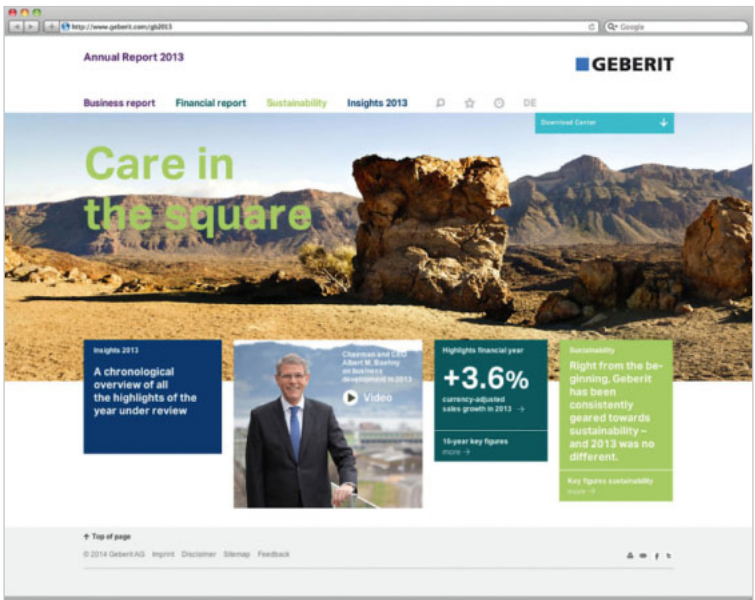 http://www.geberit.com/gb2013
Google
Annual Report 2013
GEBERIT
Business report Financial report Sustainability Insights 2013 DE
Download Center
Care in
the square
Insights 2013
A chronological
overview of all
the highlights of the
year under review
Chairman and CEO
Albert M. Baehny
on business
development in 2013
Video
Highlights financial year
+3.6%
currency-adjusted
sales growth in 2013 →
10-year key figures
more →
Sustainability
Right from the be-
ginning, Geberit
has been
consistently
geared towards
sustainability –
and 2013 was no
different.
Key figures sustainability
more →
↑ Top of page
© 2014 Geberit AG Imprint Disclaimer Sitemap Feedback